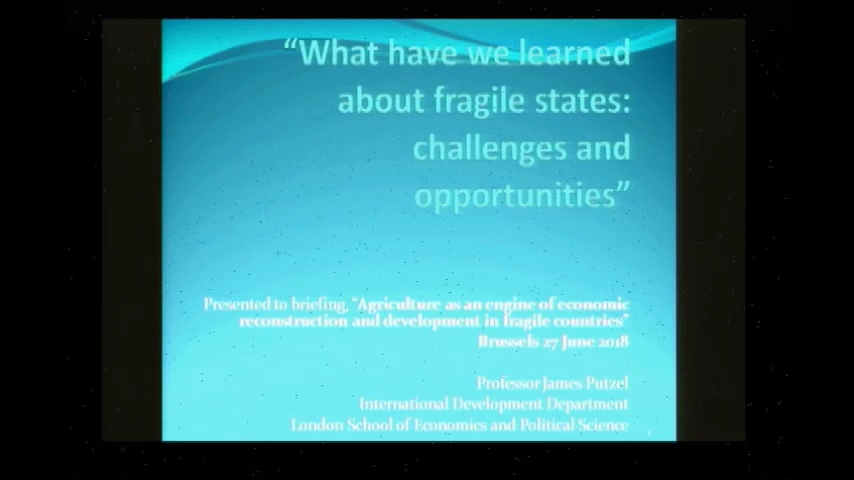 “What have we learned
about fragile states:
challenges and
opportunities”
Presented to briefing, “Agriculture as an engine of economic
reconstruction and development in fragile countries”
Brussels 27 June 2018
Professor James Putzel
International Development Department
London School of Economics and Political Science